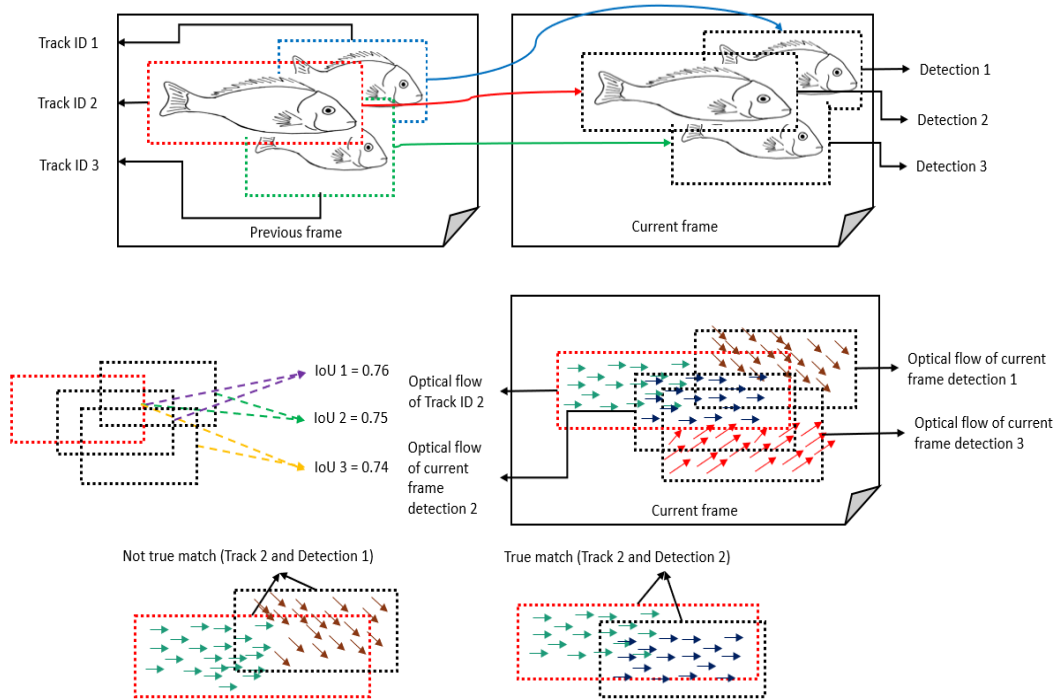 Track ID 1
Track ID 2
Track ID 3
Previous frame
Detection 1
Detection 2
Detection 3
Current frame
IoU 1 = 0.76
IoU 2 = 0.75
IoU 3 = 0.74
Optical flow
of Track ID 2
Optical flow
of current
frame
detection 2
Optical flow of current
frame detection 1
Optical flow of current
frame detection 3
Current frame
Not true match (Track 2 and Detection 1)
True match (Track 2 and Detection 2)